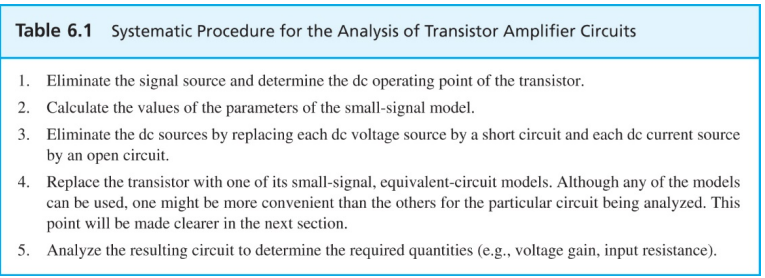 Table 6.1 Systematic Procedure for the Analysis of Transistor Amplifier Circuits
1. Eliminate the signal source and determine the dc operating point of the transistor.
2. Calculate the values of the parameters of the small-signal model.
3. Eliminate the dc sources by replacing each dc voltage source by a short circuit and each dc current source
by an open circuit.
4. Replace the transistor with one of its small-signal, equivalent-circuit models. Although any of the models
can be used, one might be more convenient than the others for the particular circuit being analyzed. This
point will be made clearer in the next section.
5. Analyze the resulting circuit to determine the required quantities (e.g., voltage gain, input resistance).